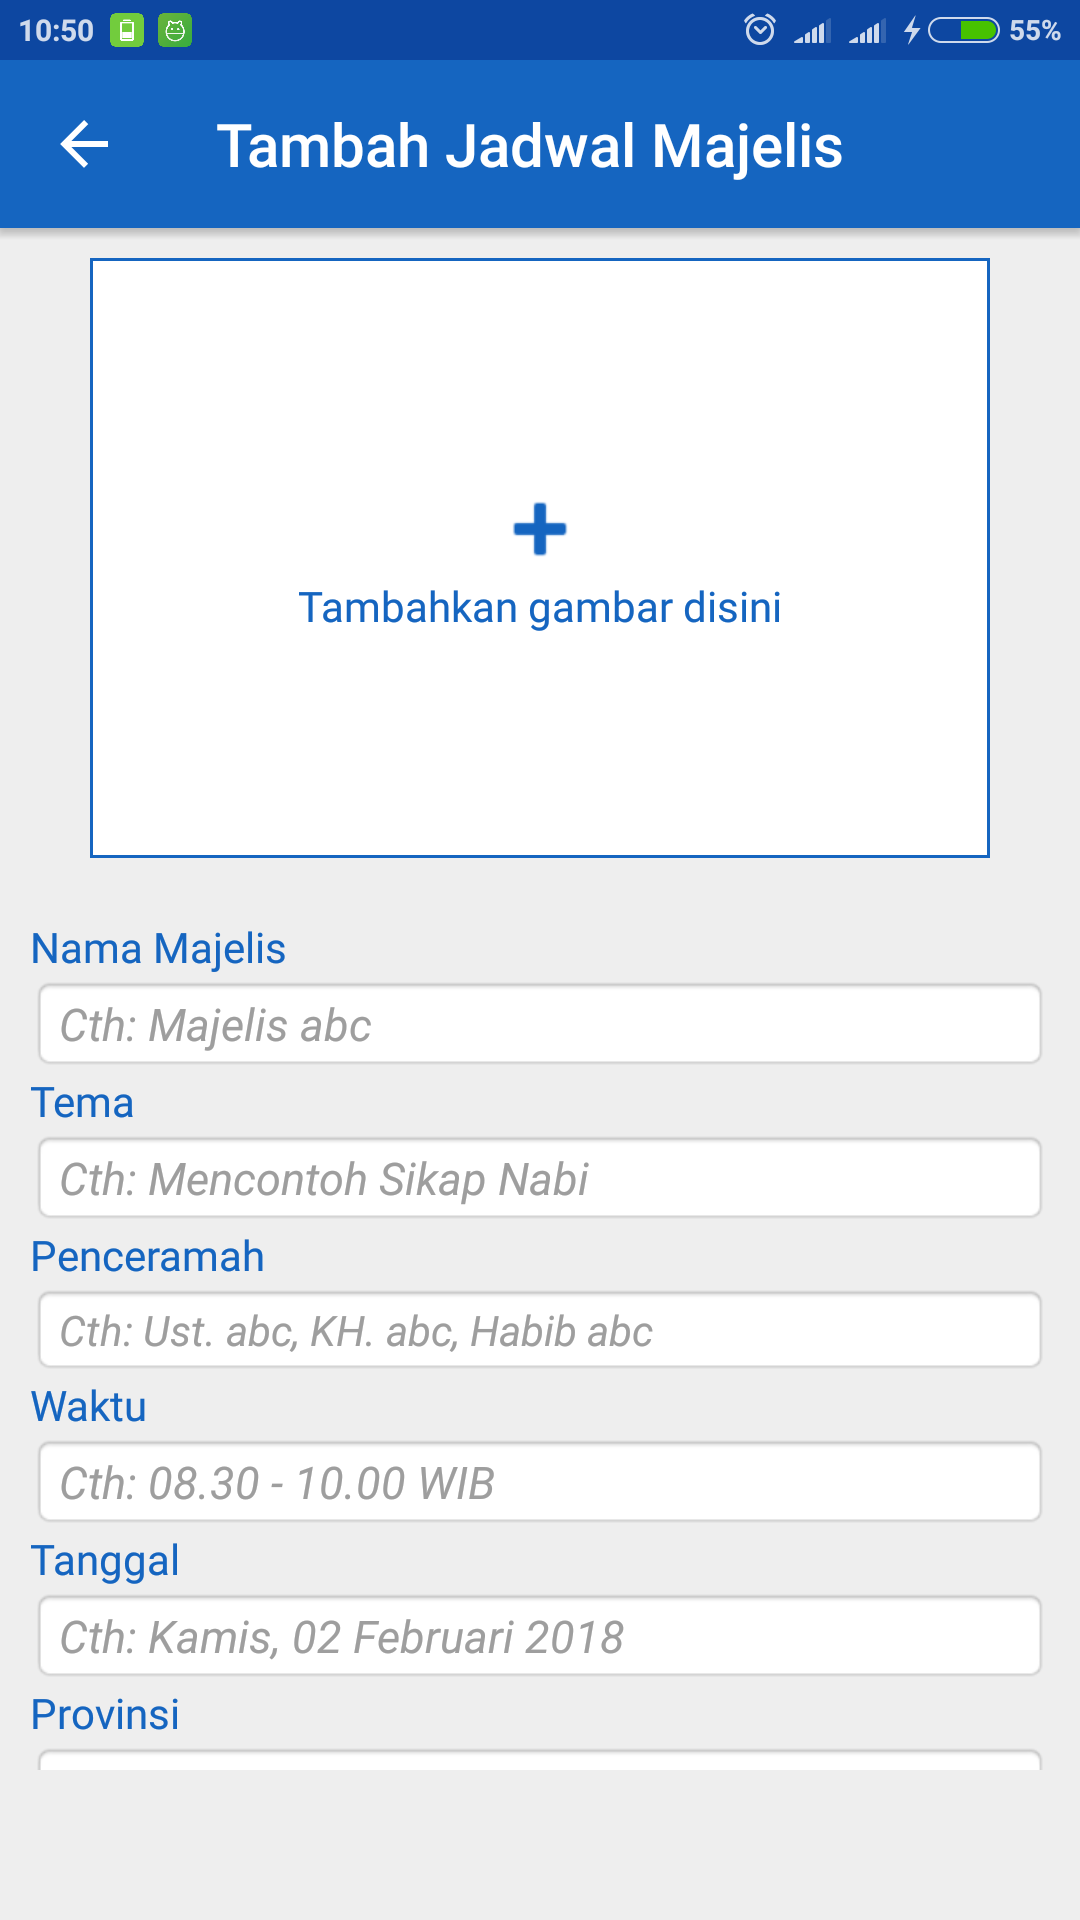 10:50
55%
Tambah Jadwal Majelis
Tambahkan gambar disini
Nama Majelis
Cth: Majelis abc
Tema
Cth: Mencontoh Sikap Nabi
Penceramah
Cth: Ust. abc, KH. abc, Habib abc
Waktu
Cth: 08.30 - 10.00 WIB
Tanggal
Cth: Kamis, 02 Februari 2018
Provinsi